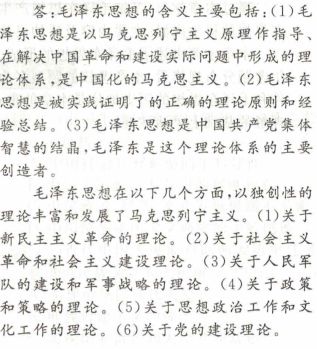 答:毛泽东思想的含义主要包括:(1)毛
泽东思想是以马克思列宁主义原理作指导、
在解决中国革命和建设实际问题中形成的理
论体系,是中国化的马克思主义。(2)毛泽东
思想是被实践证明了的正确的理论原则和经
验总结。(3)毛泽东思想是中国共产党集体
智慧的结晶,毛泽东是这个理论体系的主要
创造者。
毛泽东思想在以下几个方面,以独创性的
理论丰富和发展了马克思列宁主义。(1)关于
新民主主义革命的理论。(2)关于社会主义
革命和社会主义建设理论。(3)关于人民军
队的建设和军事战略的理论。(4)关于政策
和策略的理论。(5)关于思想政治工作和文
化工作的理论。(6)关于党的建设理论。